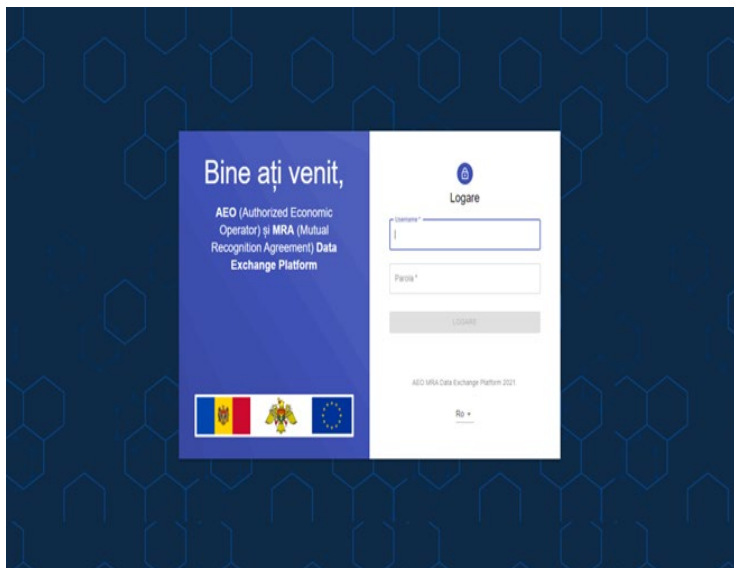 Bine ați venit,
AEO (Authorized Economic
Operator) și MRA (Mutual
Recognition Agreement) Data
Exchange Platform
Logare
Username *
Parola *
LOGARE
AEO MRA Data Exchange Platform 2021
Ro